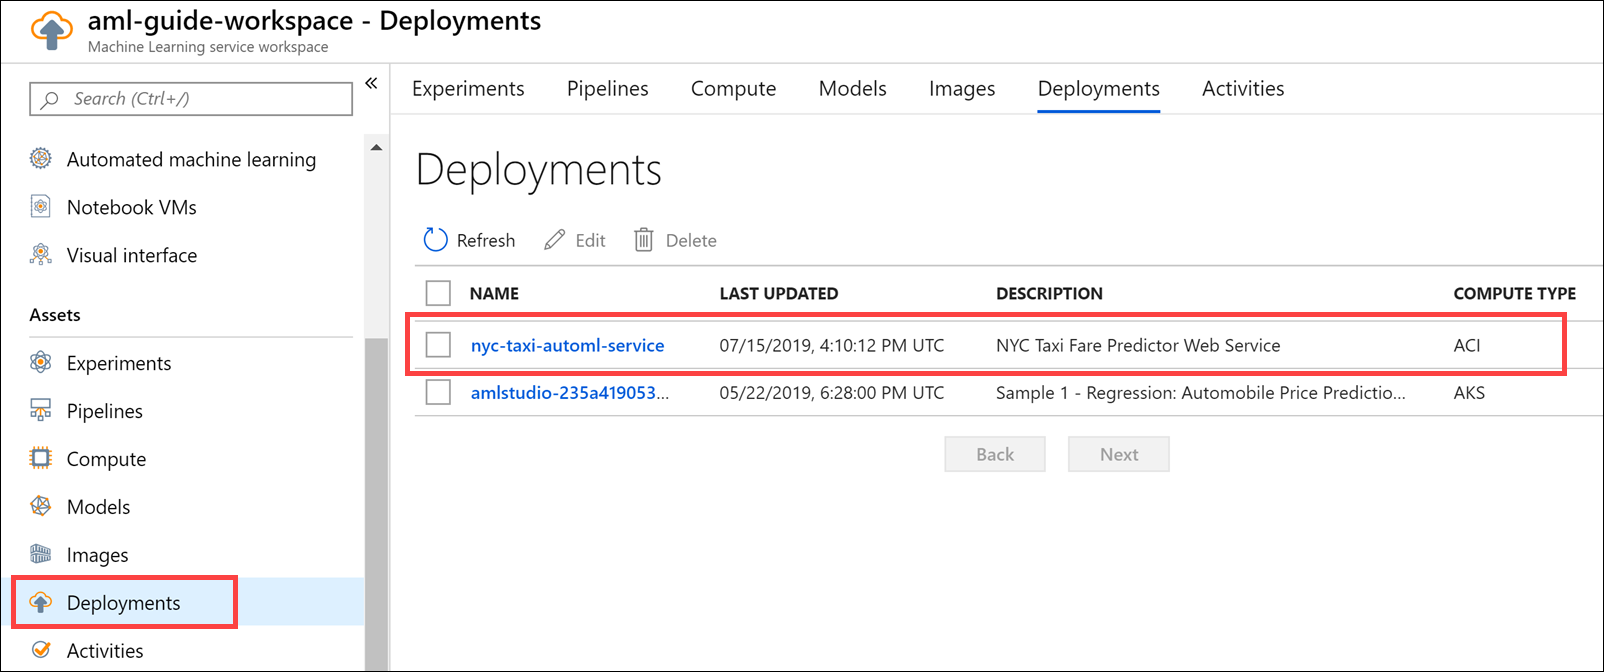 aml-guide-workspace - Deployments
Machine Learning service workspace
Search (Ctrl+/)
«
Automated machine learning
Notebook VMs
Visual interface
Assets
Experiments
Pipelines
Compute
Models
Images
Deployments
Activities
Experiments Pipelines Compute Models Images Deployments Activities
Deployments
Refresh Edit Delete
NAME LAST UPDATED DESCRIPTION COMPUTE TYPE
nyc-taxi-automl-service 07/15/2019, 4:10:12 PM UTC NYC Taxi Fare Predictor Web Service ACI
amlstudio-235a419053... 05/22/2019, 6:28:00 PM UTC Sample 1 - Regression: Automobile Price Predictio... AKS
Back Next